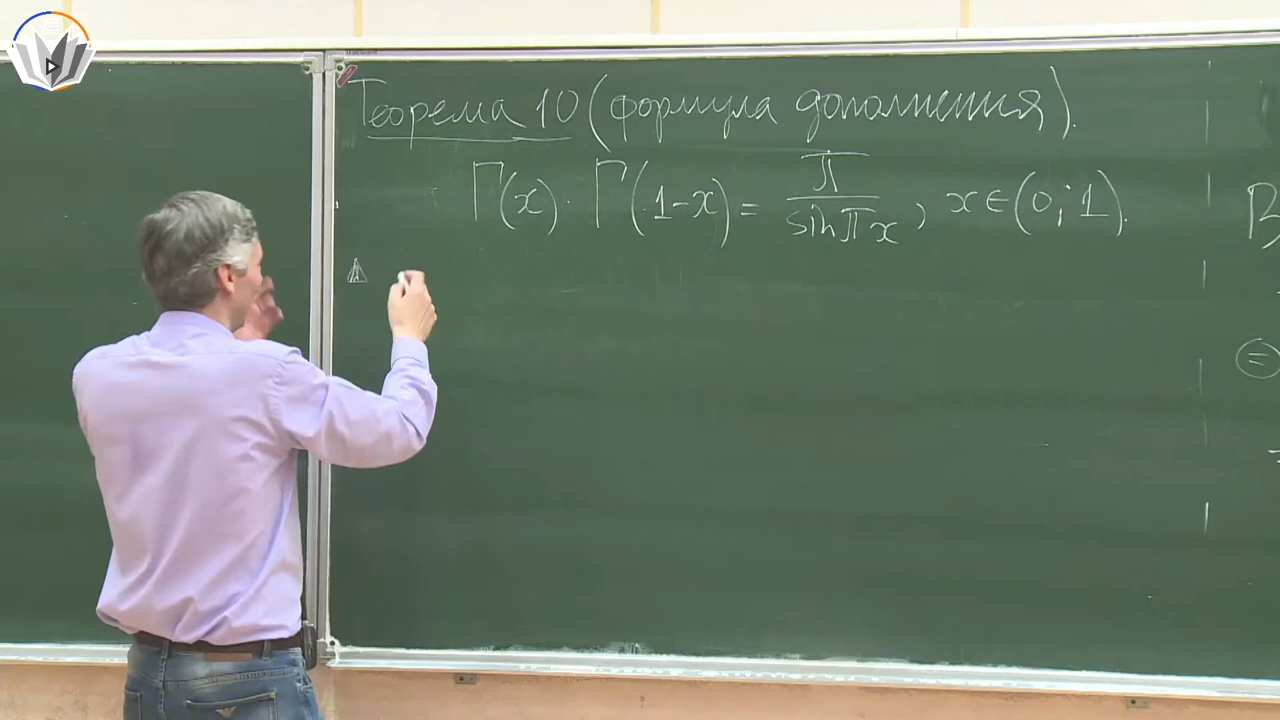 Теорема 10 (формула дополнения).
Γ(x) · Γ(1-x) = π / sin πx , x ∈ (0; 1).
B
=